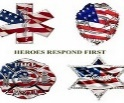 HEROES RESPOND FIRST